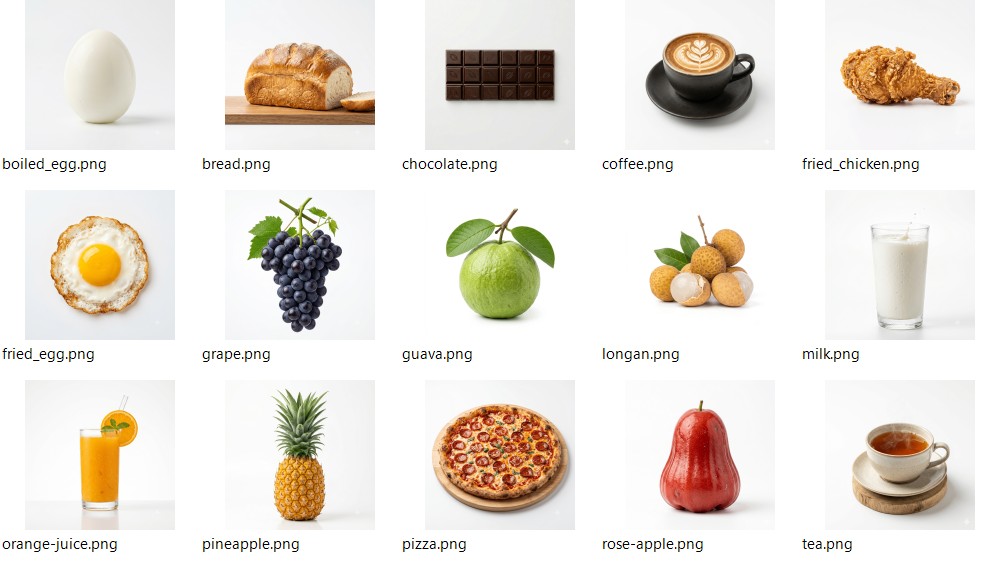 boiled_egg.png
bread.png
chocolate.png
coffee.png
fried_chicken.png
fried_egg.png
grape.png
guava.png
longan.png
milk.png
orange-juice.png
pineapple.png
pizza.png
rose-apple.png
tea.png